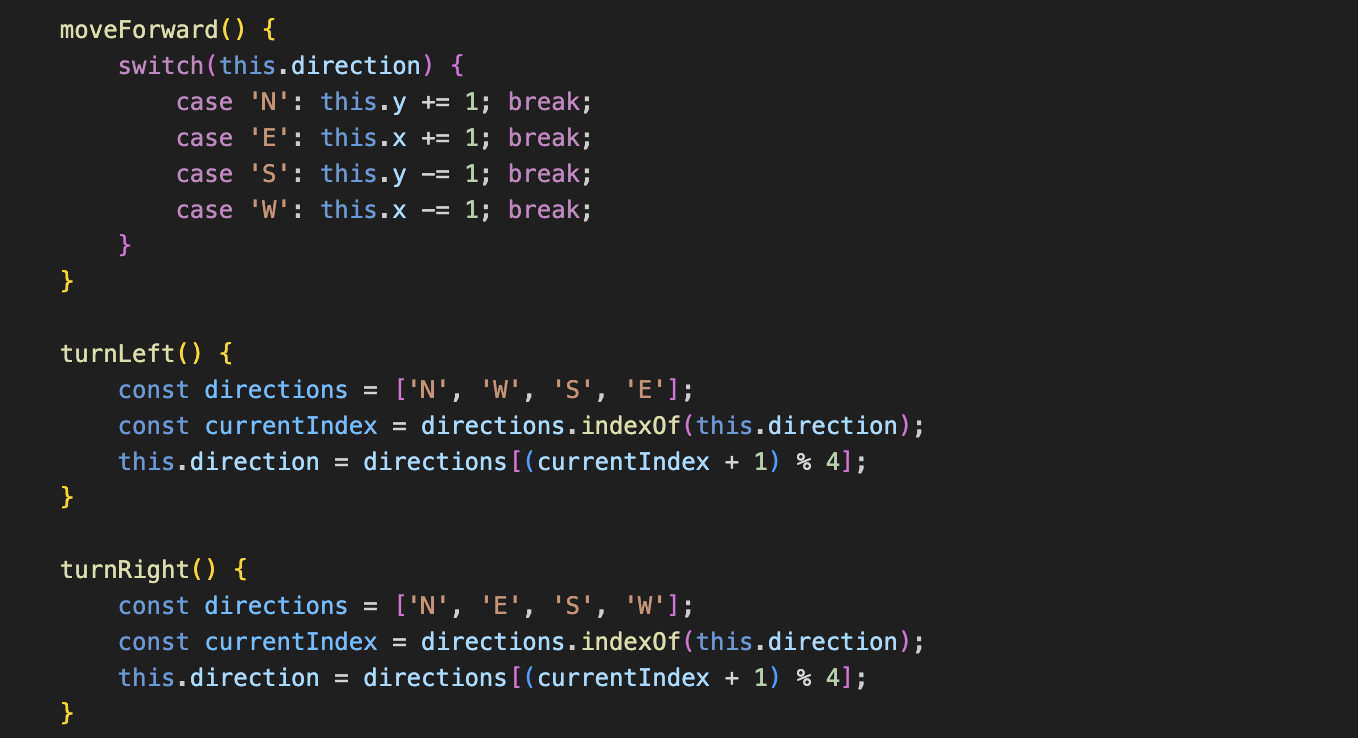 moveForward() {
switch(this.direction) {
case 'N': this.y += 1; break;
case 'E': this.x += 1; break;
case 'S': this.y -= 1; break;
case 'W': this.x -= 1; break;
}
}
turnLeft() {
const directions = ['N', 'W', 'S', 'E'];
const currentIndex = directions.indexOf(this.direction);
this.direction = directions[(currentIndex + 1) % 4];
}
turnRight() {
const directions = ['N', 'E', 'S', 'W'];
const currentIndex = directions.indexOf(this.direction);
this.direction = directions[(currentIndex + 1) % 4];
}